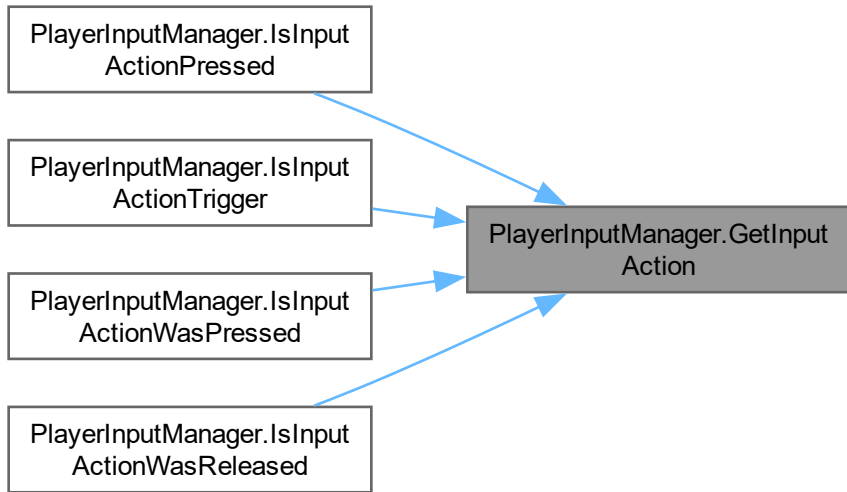 PlayerInputManager.IsInput
ActionPressed
PlayerInputManager.IsInput
ActionTrigger
PlayerInputManager.GetInput
Action
PlayerInputManager.IsInput
ActionWasPressed
PlayerInputManager.IsInput
ActionWasReleased